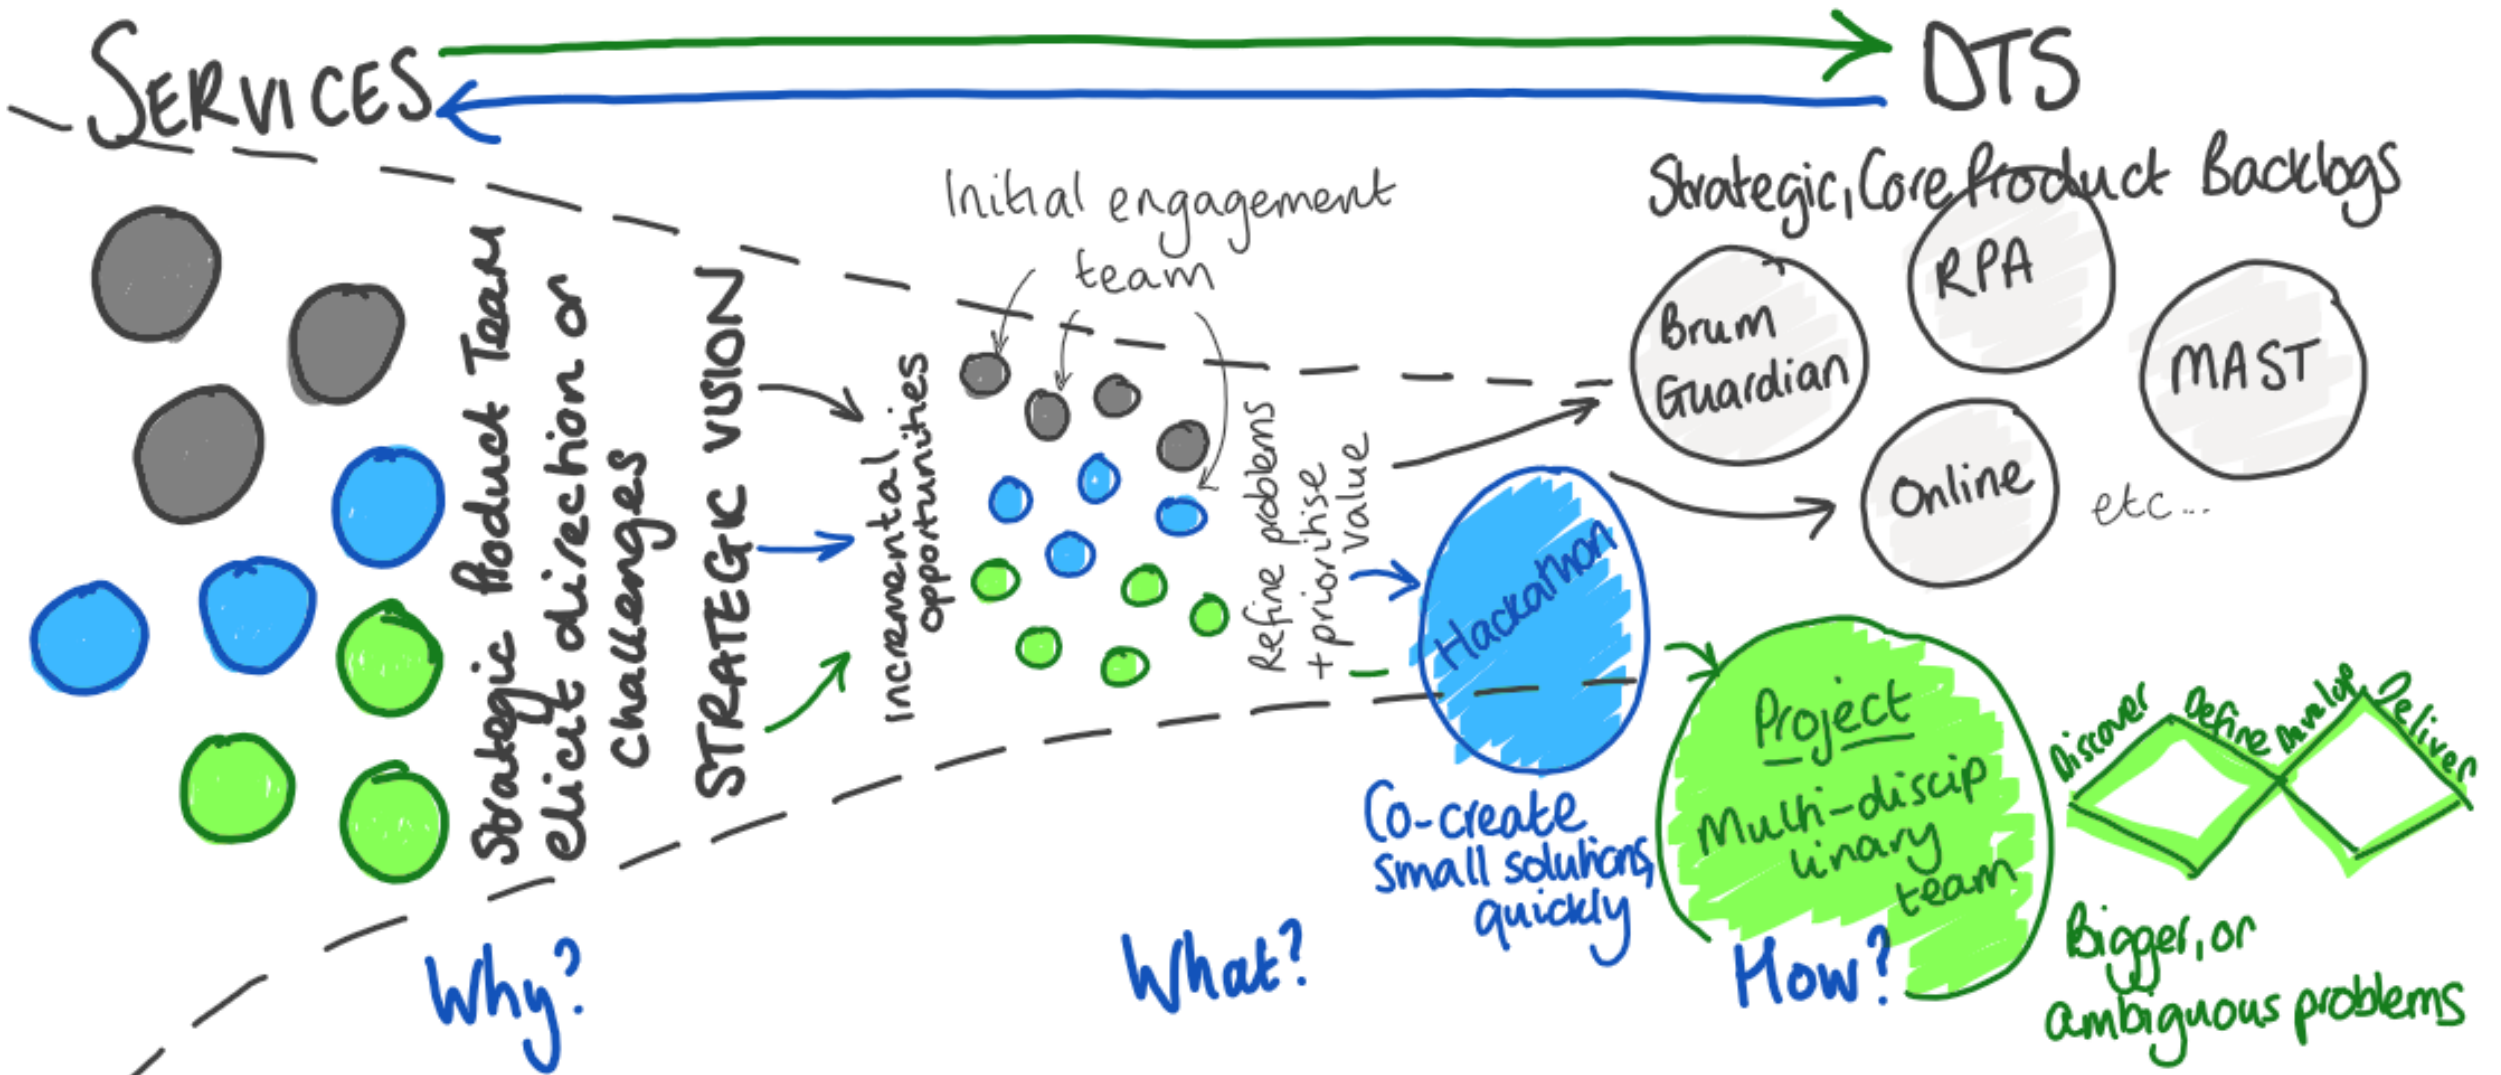 SERVICES
DTS
Strategic Product Team
elicit direction or
challenges
STRATEGIC VISION
Incremental
opportunities
Initial engagement
team
Refine problems
+ prioritise
value
Strategic, Core Product Backlogs
Brum
Guardian
RPA
MAST
Online
etc...
Hackathon
Co-create
small solutions,
quickly
Project
Multi-discip
linary
team
Discover
Define
Develop
Deliver
Bigger, or
ambiguous problems
Why?
What?
How?